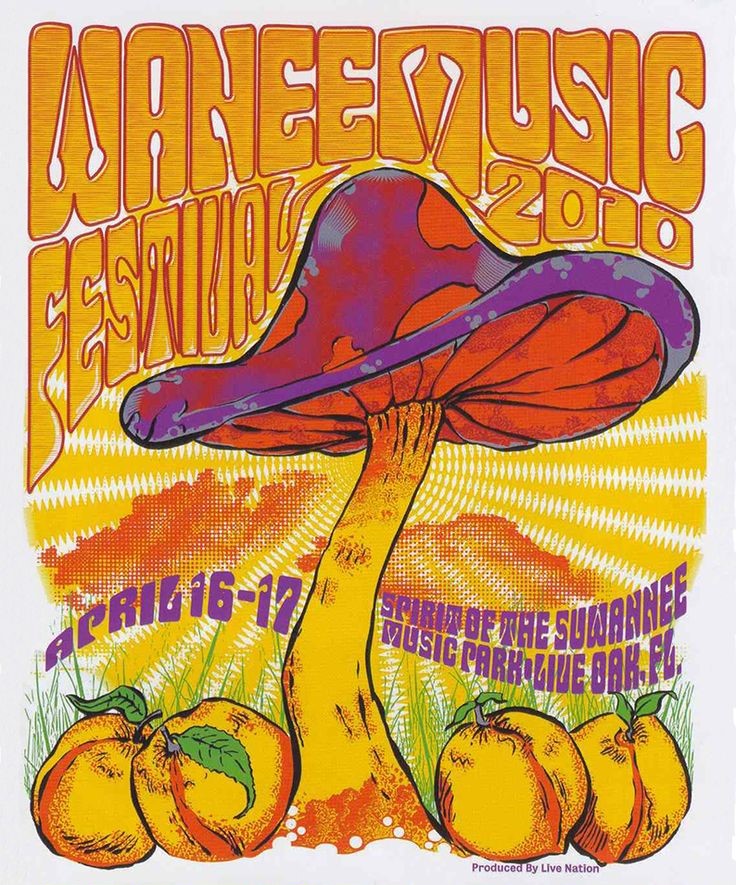 WANEE MUSIC
FESTIVAL 2010
APRIL 16-17
SPIRIT OF THE SUWANNEE
MUSIC PARK•LIVE OAK, FL.
Produced By Live Nation